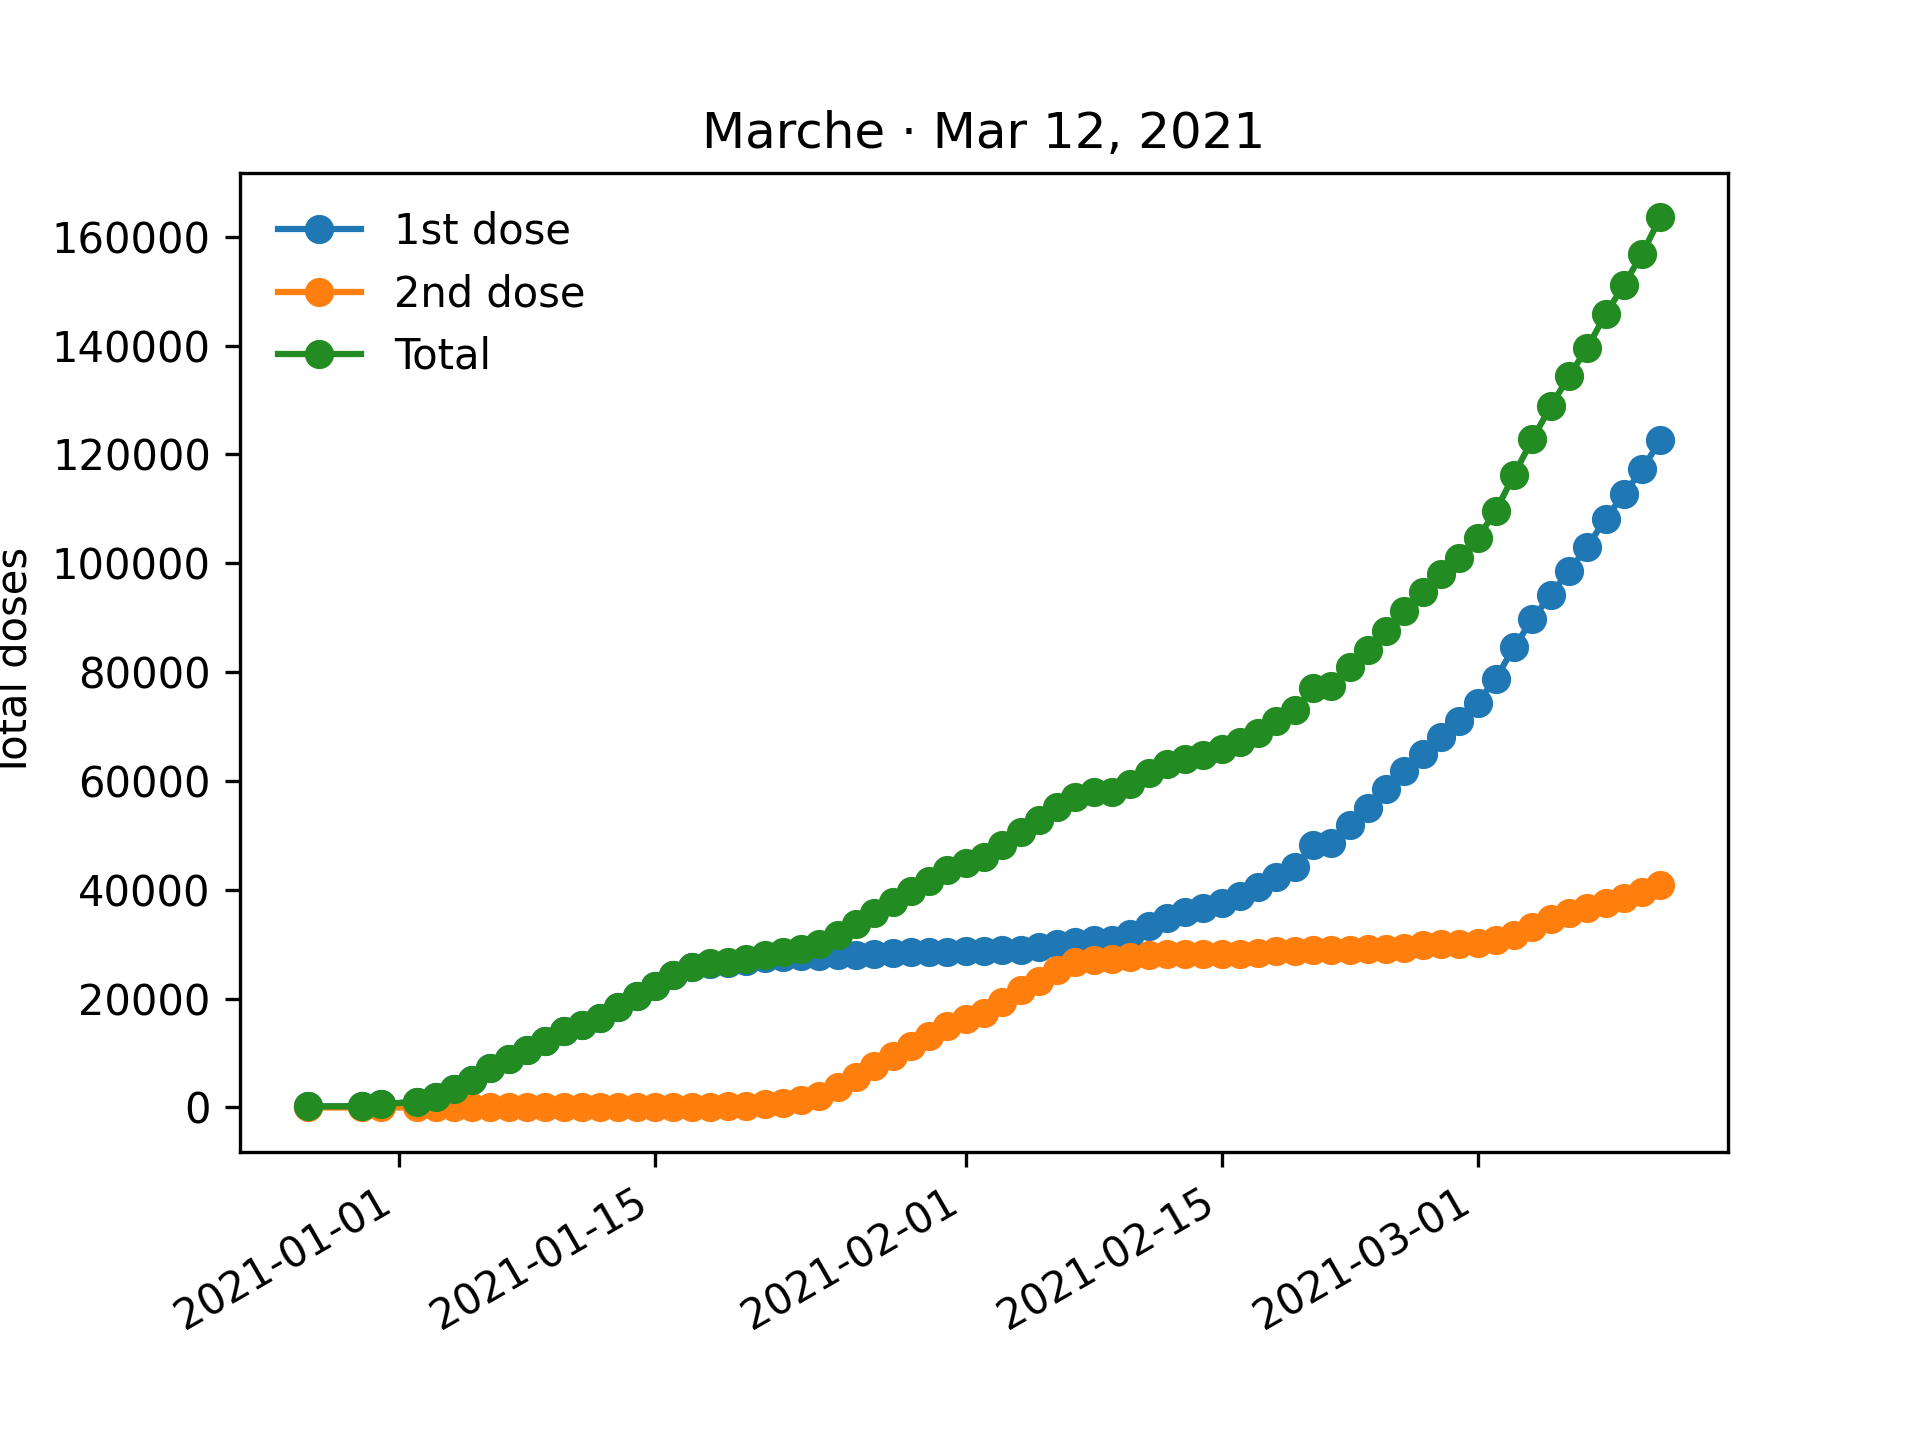 Marche · Mar 12, 2021
1st dose
2nd dose
Total
160000
140000
120000
100000
80000
60000
40000
20000
0
Total doses
2021-01-01
2021-01-15
2021-02-01
2021-02-15
2021-03-01